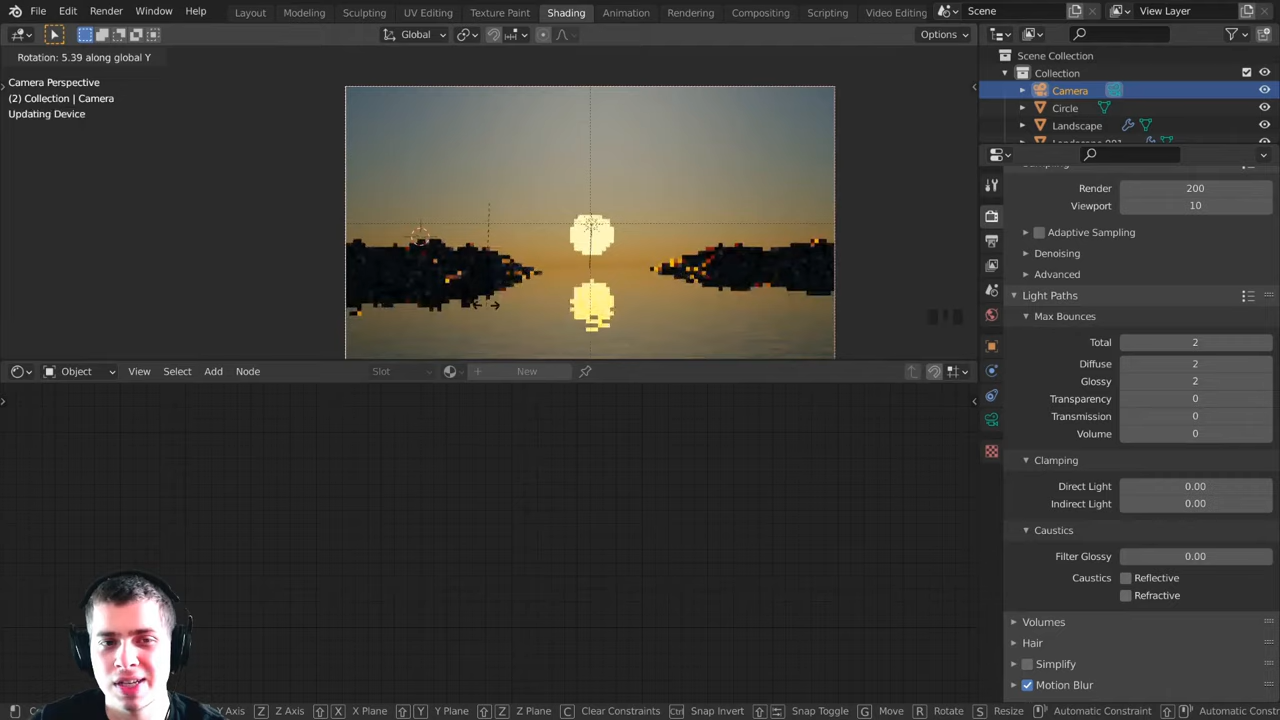 File Edit Render Window Help Layout Modeling Sculpting UV Editing Texture Paint Shading Animation Rendering Compositing Scripting Video Editing Scene View Layer
Global Options
Rotation: 5.39 along global Y
Camera Perspective
(2) Collection | Camera
Updating Device
Scene Collection
Collection
Camera
Circle
Landscape
Render 200
Viewport 10
Adaptive Sampling
Denoising
Advanced
Light Paths
Max Bounces
Total 2
Diffuse 2
Glossy 2
Transparency 0
Transmission 0
Volume 0
Clamping
Direct Light 0.00
Indirect Light 0.00
Caustics
Filter Glossy 0.00
Caustics Reflective
Refractive
Volumes
Hair
Simplify
Motion Blur
Object View Select Add Node Slot New
Y Axis Z Z Axis X X Plane Y Y Plane Z Z Plane C Clear Constraints Ctrl Snap Invert Snap Toggle G Move R Rotate S Resize Automatic Constraint Automatic Constr